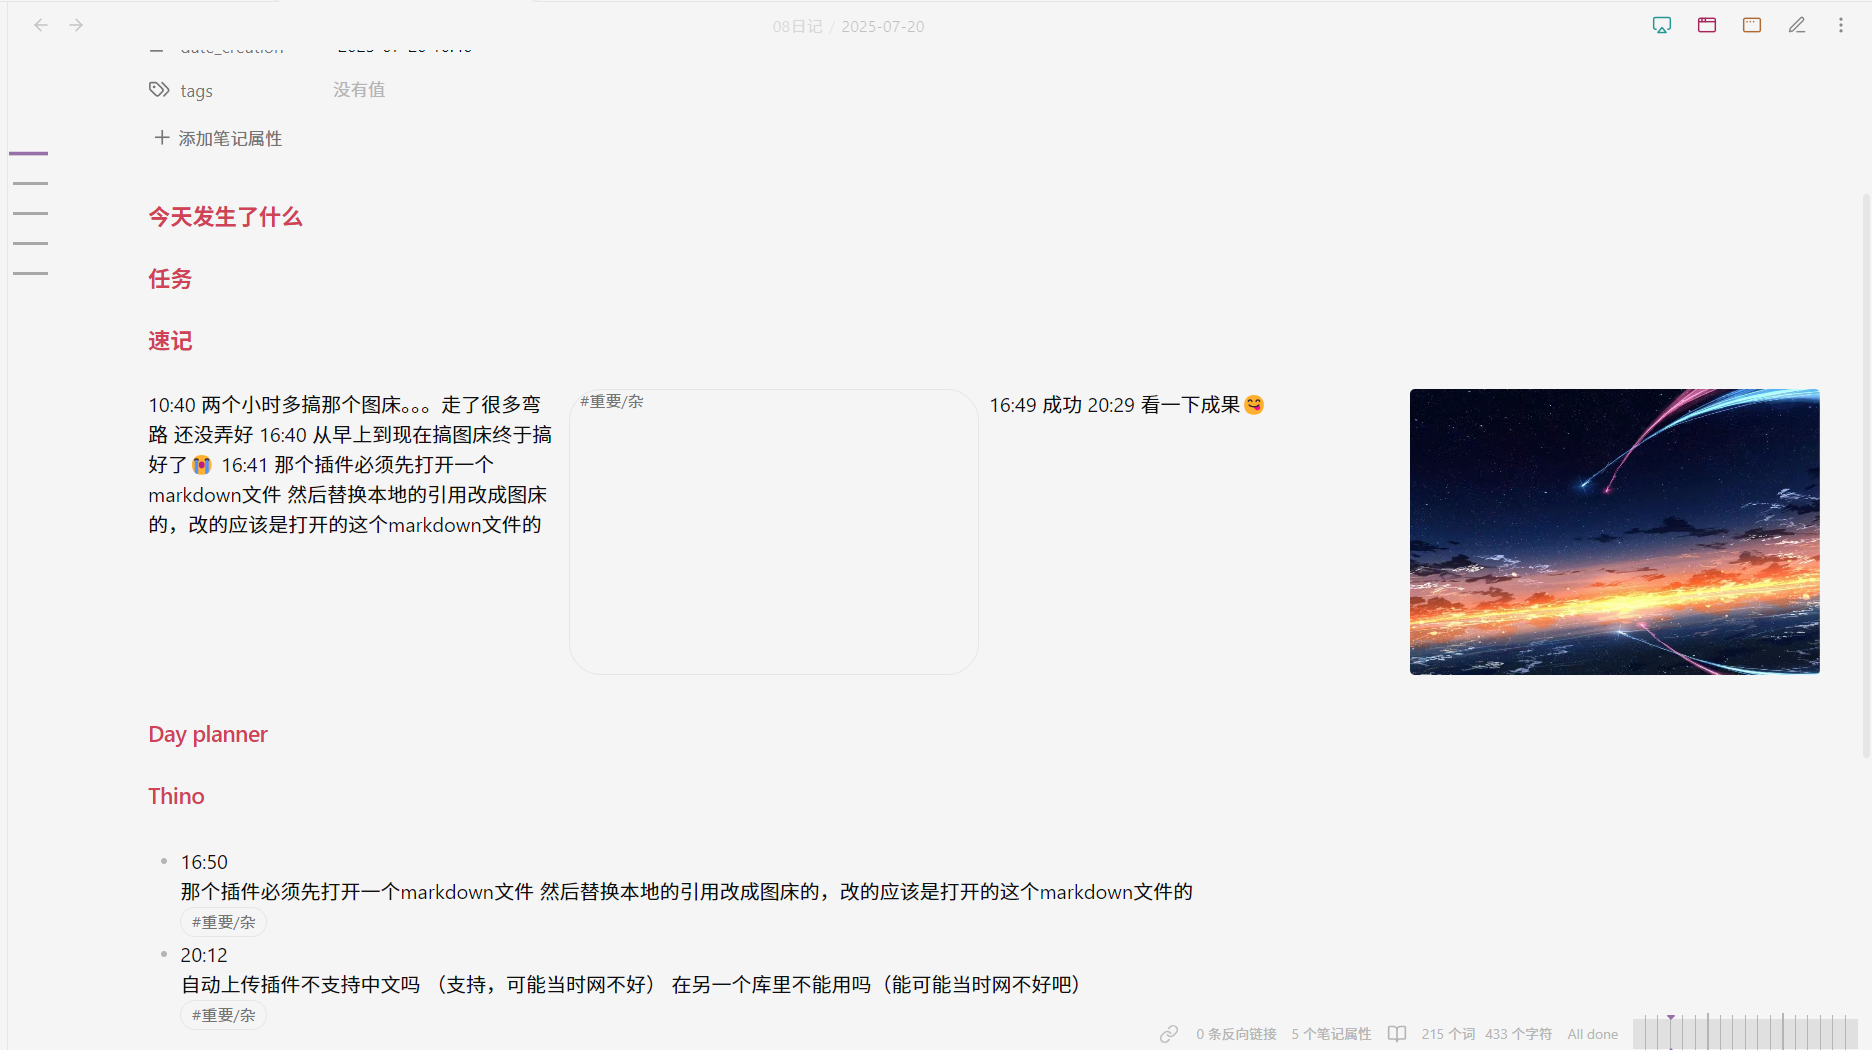 08日记 / 2025-07-20
date_creation
tags 没有值
添加笔记属性
今天发生了什么
任务
速记
10:40 两个小时多搞那个图床。。。走了很多弯
路 还没弄好 16:40 从早上到现在搞图床终于搞
好了😭 16:41 那个插件必须先打开一个
markdown文件 然后替换本地的引用改成图床
的，改的应该是打开的这个markdown文件的
#重要/杂
16:49 成功 20:29 看一下成果😋
Day planner
Thino
16:50
那个插件必须先打开一个markdown文件 然后替换本地的引用改成图床的，改的应该是打开的这个markdown文件的
#重要/杂
20:12
自动上传插件不支持中文吗 （支持，可能当时网不好） 在另一个库里不能用吗（能可能当时网不好吧）
#重要/杂
0 条反向链接 5 个笔记属性 215 个词 433 个字符 All done